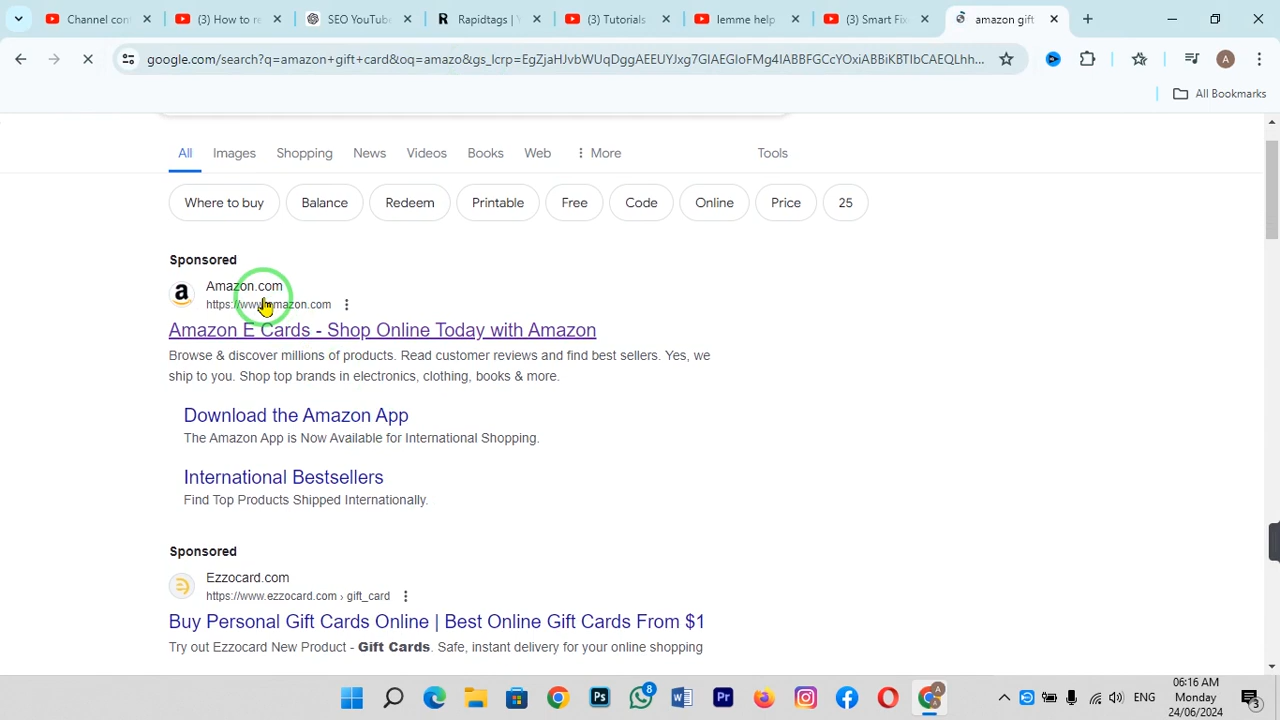 Channel con
(3) How to re
SEO YouTube
Rapidtags | Y
(3) Tutorials
lemme help
(3) Smart Fix
amazon gift
google.com/search?q=amazon+gift+card&oq=amazo&gs_lcrp=EgZjaHJvbWUqDggAEEUYJxg7GIAEGIoFMg4IABBFGCcYOxiABBiKBTIbCAEQLhh...
A
All Bookmarks
All
Images
Shopping
News
Videos
Books
Web
More
Tools
Where to buy
Balance
Redeem
Printable
Free
Code
Online
Price
25
Sponsored
Amazon.com
https://www.amazon.com
Amazon E Cards - Shop Online Today with Amazon
Browse & discover millions of products. Read customer reviews and find best sellers. Yes, we
ship to you. Shop top brands in electronics, clothing, books & more.
Download the Amazon App
The Amazon App is Now Available for International Shopping.
International Bestsellers
Find Top Products Shipped Internationally.
Sponsored
Ezzocard.com
https://www.ezzocard.com › gift_card
Buy Personal Gift Cards Online | Best Online Gift Cards From $1
Try out Ezzocard New Product - Gift Cards. Safe, instant delivery for your online shopping
Ps
8
Pr
A
ENG
06:16 AM
Monday
24/06/2024
3